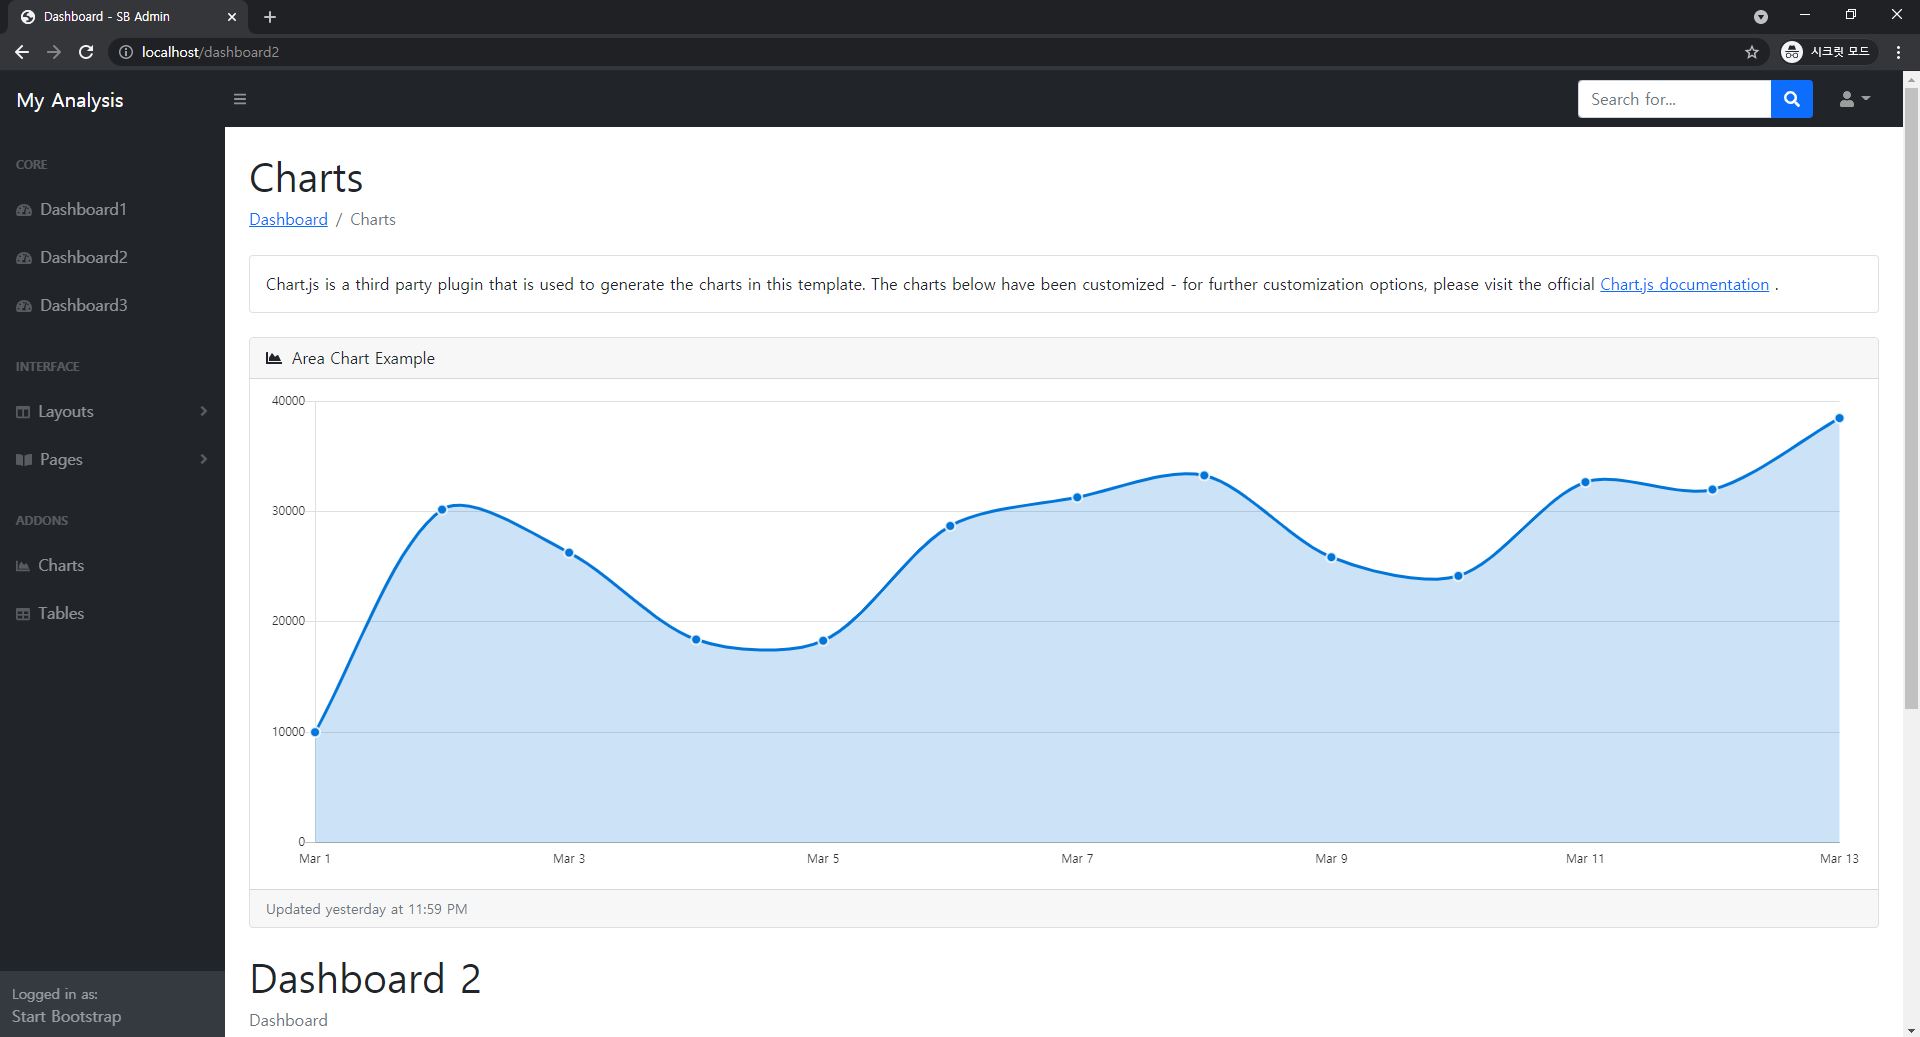 Dashboard - SB Admin
localhost/dashboard2
시크릿 모드
My Analysis
Search for...
CORE
Dashboard1
Dashboard2
Dashboard3
INTERFACE
Layouts
Pages
ADDONS
Charts
Tables
Logged in as:
Start Bootstrap
Charts
Dashboard / Charts
Chart.js is a third party plugin that is used to generate the charts in this template. The charts below have been customized - for further customization options, please visit the official Chart.js documentation .
Area Chart Example
40000
30000
20000
10000
0
Mar 1 Mar 3 Mar 5 Mar 7 Mar 9 Mar 11 Mar 13
Updated yesterday at 11:59 PM
Dashboard 2
Dashboard